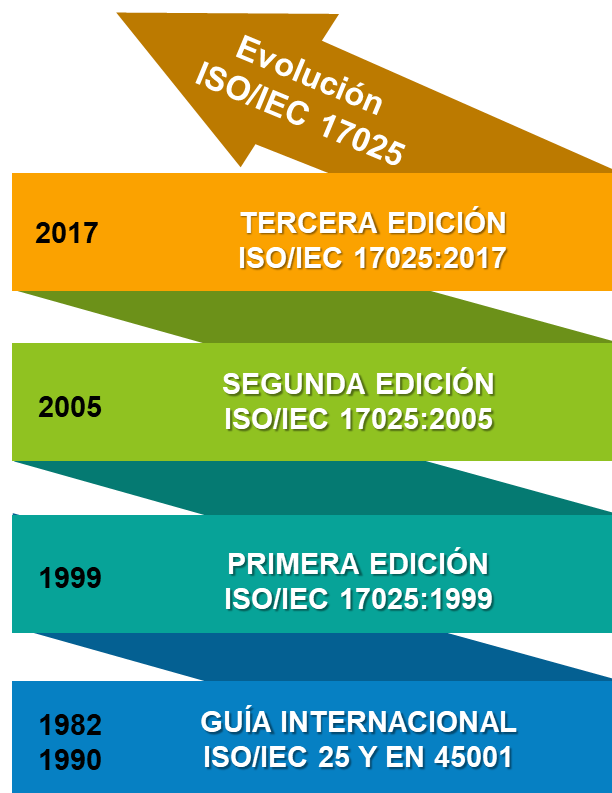 Evolución
ISO/IEC 17025
2017
TERCERA EDICIÓN
ISO/IEC 17025:2017
2005
SEGUNDA EDICIÓN
ISO/IEC 17025:2005
1999
PRIMERA EDICIÓN
ISO/IEC 17025:1999
1982
1990
GUÍA INTERNACIONAL
ISO/IEC 25 Y EN 45001